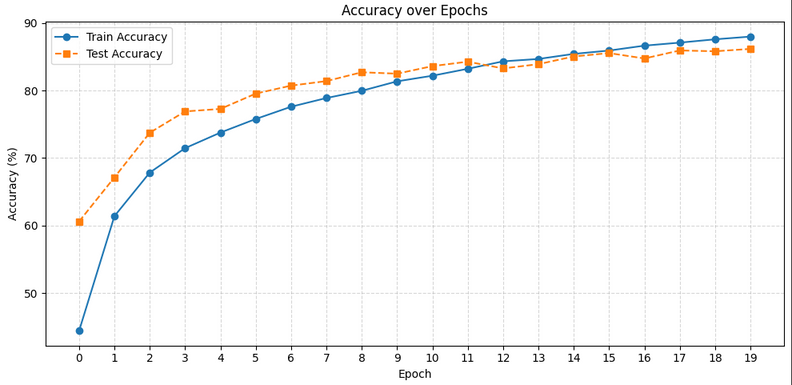 Accuracy over Epochs
Train Accuracy
Test Accuracy
90
80
70
60
50
Accuracy (%)
0 1 2 3 4 5 6 7 8 9 10 11 12 13 14 15 16 17 18 19
Epoch